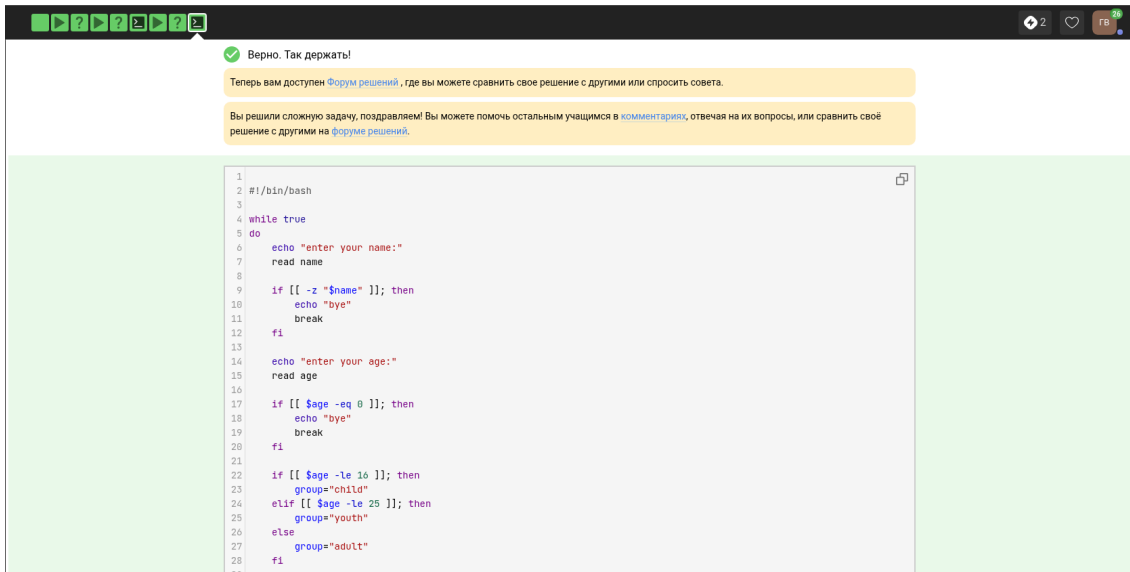 2
ГВ
26
Верно. Так держать!
Теперь вам доступен Форум решений , где вы можете сравнить свое решение с другими или спросить совета.
Вы решили сложную задачу, поздравляем! Вы можете помочь остальным учащимся в комментариях, отвечая на их вопросы, или сравнить своё
решение с другими на форуме решений.
1
2 #!/bin/bash
3
4 while true
5 do
6     echo "enter your name:"
7     read name
8
9     if [[ -z "$name" ]]; then
10         echo "bye"
11         break
12     fi
13
14     echo "enter your age:"
15     read age
16
17     if [[ $age -eq 0 ]]; then
18         echo "bye"
19         break
20     fi
21
22     if [[ $age -le 16 ]]; then
23         group="child"
24     elif [[ $age -le 25 ]]; then
25         group="youth"
26     else
27         group="adult"
28     fi